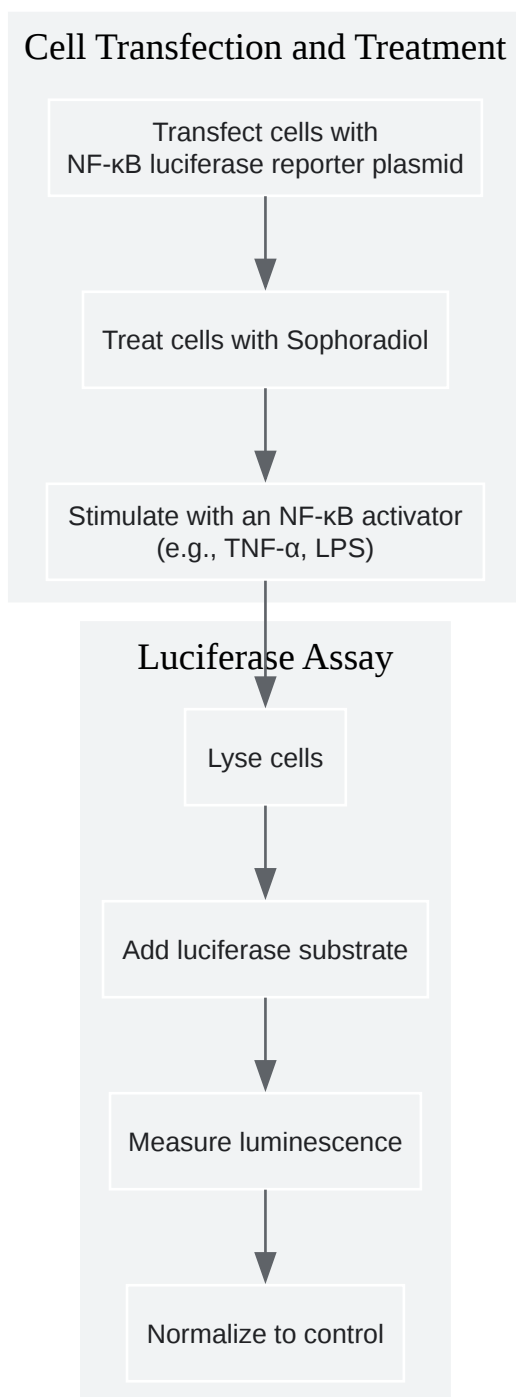 Cell Transfection and Treatment
Transfect cells with
NF-κB luciferase reporter plasmid
Treat cells with Sophoradiol
Stimulate with an NF-κB activator
(e.g., TNF-α, LPS)
Luciferase Assay
Lyse cells
Add luciferase substrate
Measure luminescence
Normalize to control